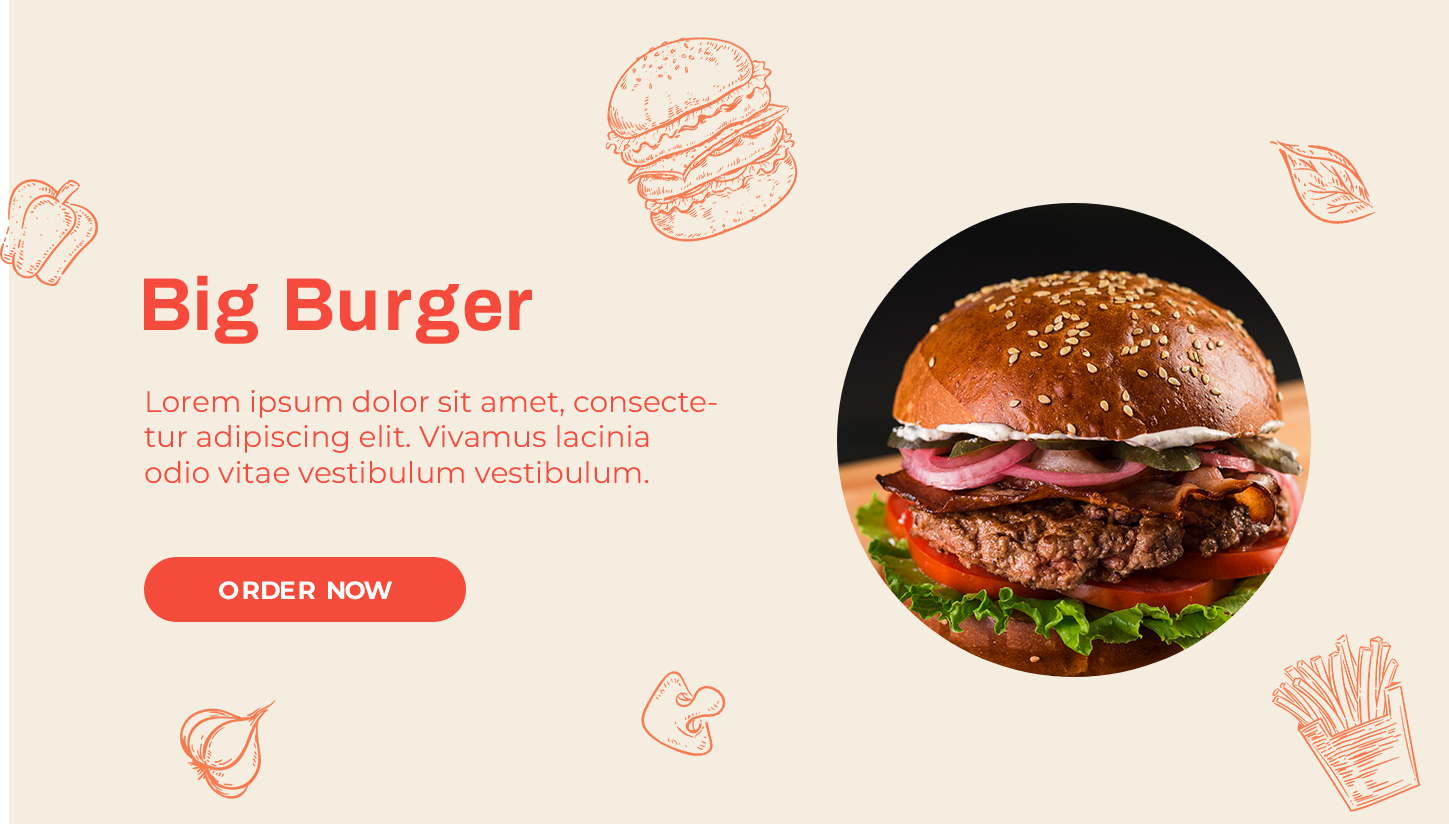 Big Burger
Lorem ipsum dolor sit amet, consecte-
tur adipiscing elit. Vivamus lacinia
odio vitae vestibulum vestibulum.
ORDER NOW